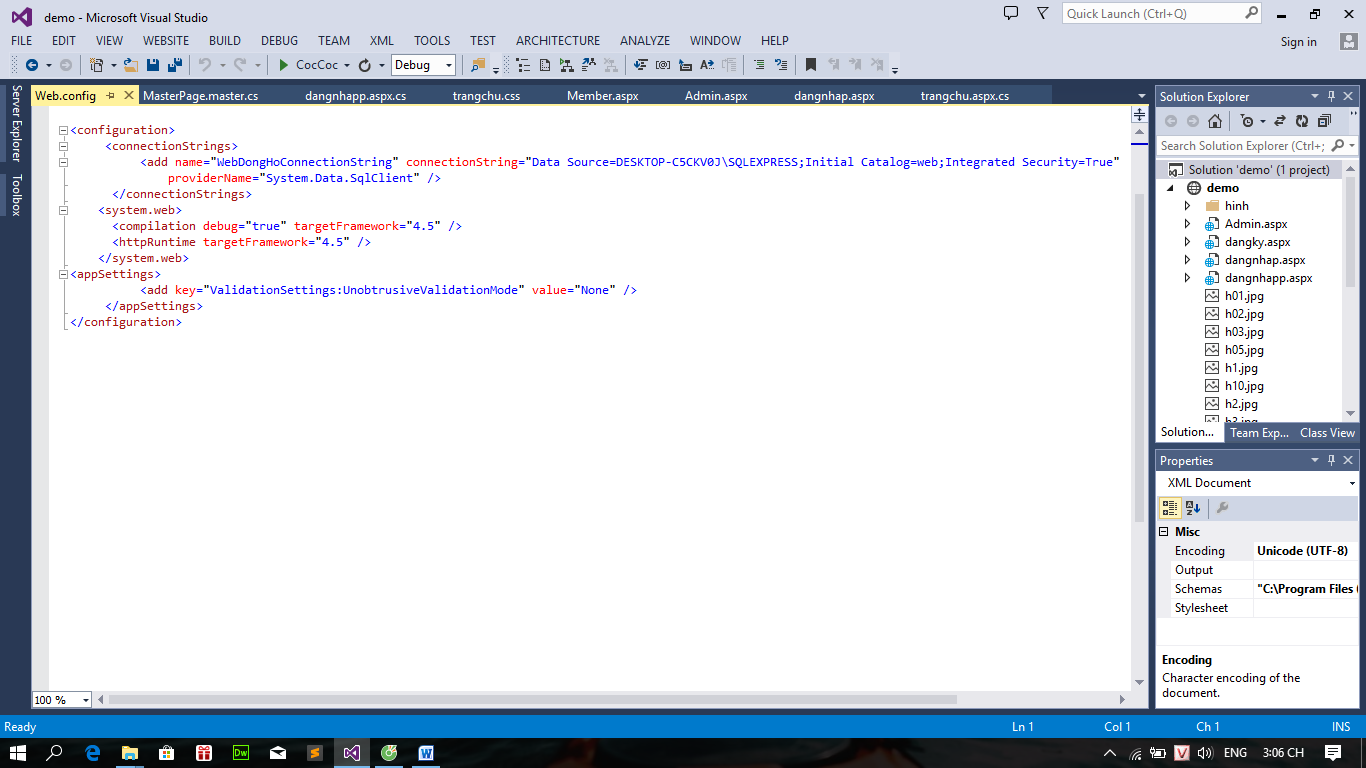 demo - Microsoft Visual Studio
Quick Launch (Ctrl+Q)
FILE EDIT VIEW WEBSITE BUILD DEBUG TEAM XML TOOLS TEST ARCHITECTURE ANALYZE WINDOW HELP
Sign in
CocCoc Debug
Server Explorer
Toolbox
Web.config MasterPage.master.cs dangnhapp.aspx.cs trangchu.css Member.aspx Admin.aspx dangnhap.aspx trangchu.aspx.cs
<configuration>
<connectionStrings>
<add name="WebDongHoConnectionString" connectionString="Data Source=DESKTOP-C5CKV0J\SQLEXPRESS;Initial Catalog=web;Integrated Security=True"
providerName="System.Data.SqlClient" />
</connectionStrings>
<system.web>
<compilation debug="true" targetFramework="4.5" />
<httpRuntime targetFramework="4.5" />
</system.web>
<appSettings>
<add key="ValidationSettings:UnobtrusiveValidationMode" value="None" />
</appSettings>
</configuration>
100 %
Solution Explorer
Search Solution Explorer (Ctrl+;
Solution 'demo' (1 project)
demo
hinh
Admin.aspx
dangky.aspx
dangnhap.aspx
dangnhapp.aspx
h01.jpg
h02.jpg
h03.jpg
h05.jpg
h1.jpg
h10.jpg
h2.jpg
h3.jpg
Solution... Team Exp... Class View
Properties
XML Document
Misc
Encoding Unicode (UTF-8)
Output
Schemas "C:\Program Files (
Stylesheet
Encoding
Character encoding of the
document.
Ready Ln 1 Col 1 Ch 1 INS
Dw
ENG 3:06 CH